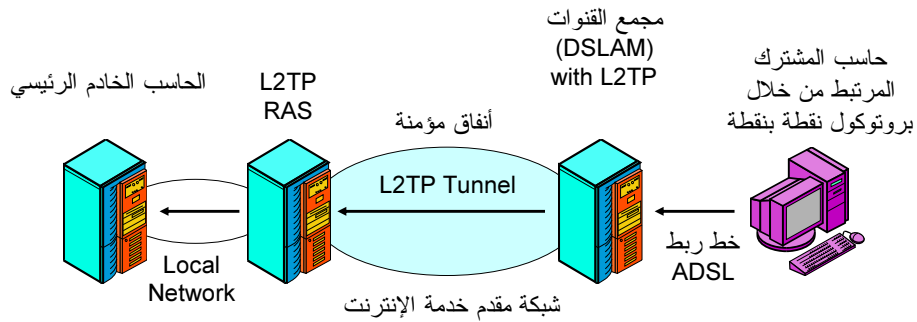 مجمع القنوات
(DSLAM)
with L2TP
حاسب المشترك
المرتبط من خلال
بروتوكول نقطة بنقطة
L2TP
RAS
الحاسب الخادم الرئيسي
أنفاق مؤمنة
L2TP Tunnel
خط ربط
ADSL
Local
Network
شبكة مقدم خدمة الإنترنت